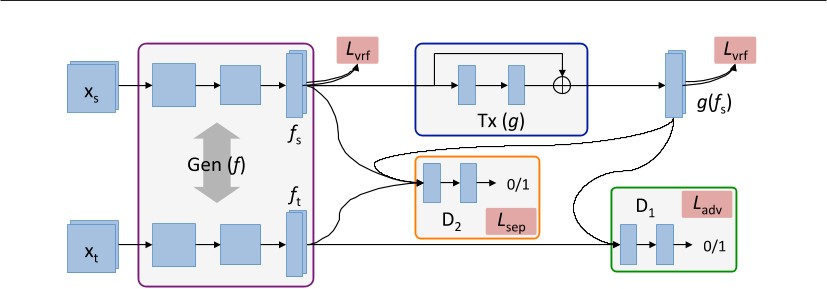 L_vrf
L_vrf
x_s
f_s
Tx (g)
g(f_s)
Gen (f)
f_t
0/1
D_2
L_sep
D_1
L_adv
0/1
x_t